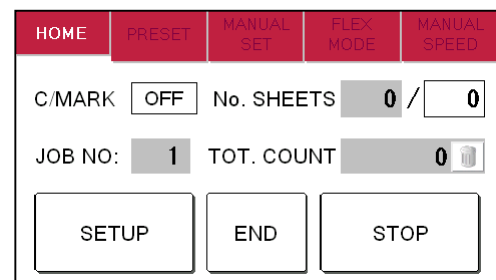 HOME PRESET MANUAL SET FLEX MODE MANUAL SPEED
C/MARK OFF No. SHEETS 0 / 0
JOB NO: 1 TOT. COUNT 0
SETUP END STOP